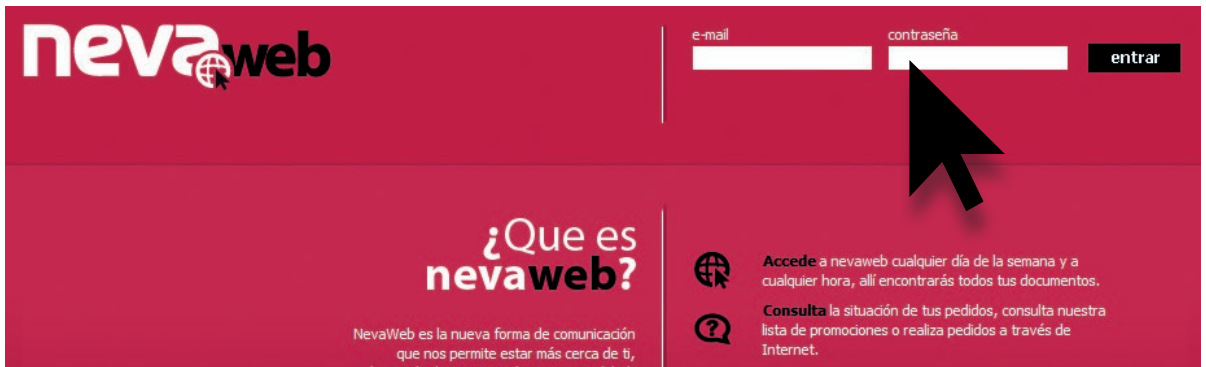 nevaweb
e-mail
contraseña
entrar
¿Que es
nevaweb?
NevaWeb es la nueva forma de comunicación
que nos permite estar más cerca de ti,
Accede a nevaweb cualquier día de la semana y a
cualquier hora, allí encontrarás todos tus documentos.
Consulta la situación de tus pedidos, consulta nuestra
lista de promociones o realiza pedidos a través de
Internet.